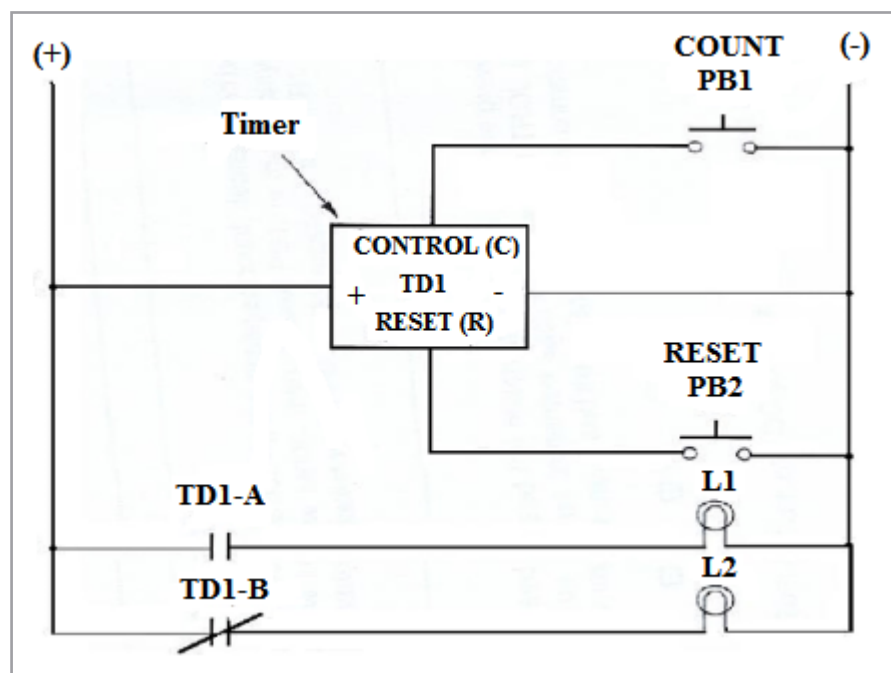 (+)
COUNT
PB1
(-)
Timer
CONTROL (C)
+ TD1 -
RESET (R)
RESET
PB2
TD1-A
L1
TD1-B
L2